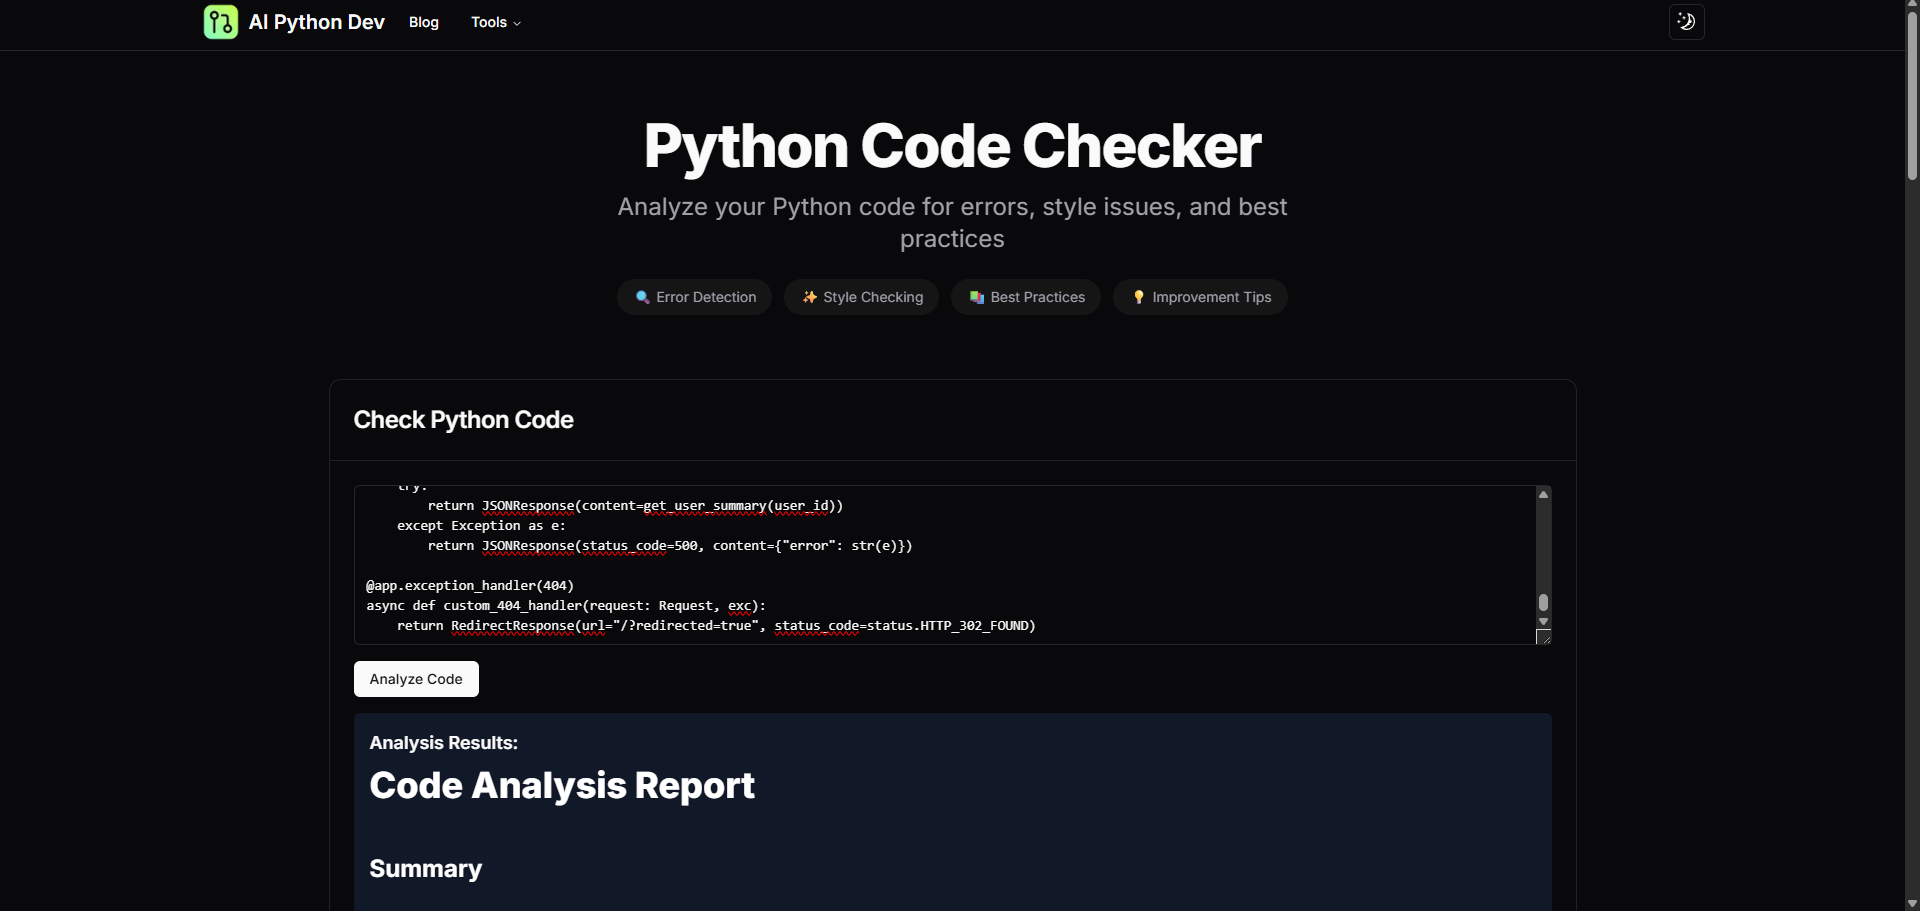 AI Python Dev
Blog
Tools
Python Code Checker
Analyze your Python code for errors, style issues, and best
practices
Error Detection
Style Checking
Best Practices
Improvement Tips
Check Python Code
try:
return JSONResponse(content=get_user_summary(user_id))
except Exception as e:
return JSONResponse(status_code=500, content={"error": str(e)})
@app.exception_handler(404)
async def custom_404_handler(request: Request, exc):
return RedirectResponse(url="/?redirected=true", status_code=status.HTTP_302_FOUND)
Analyze Code
Analysis Results:
Code Analysis Report
Summary